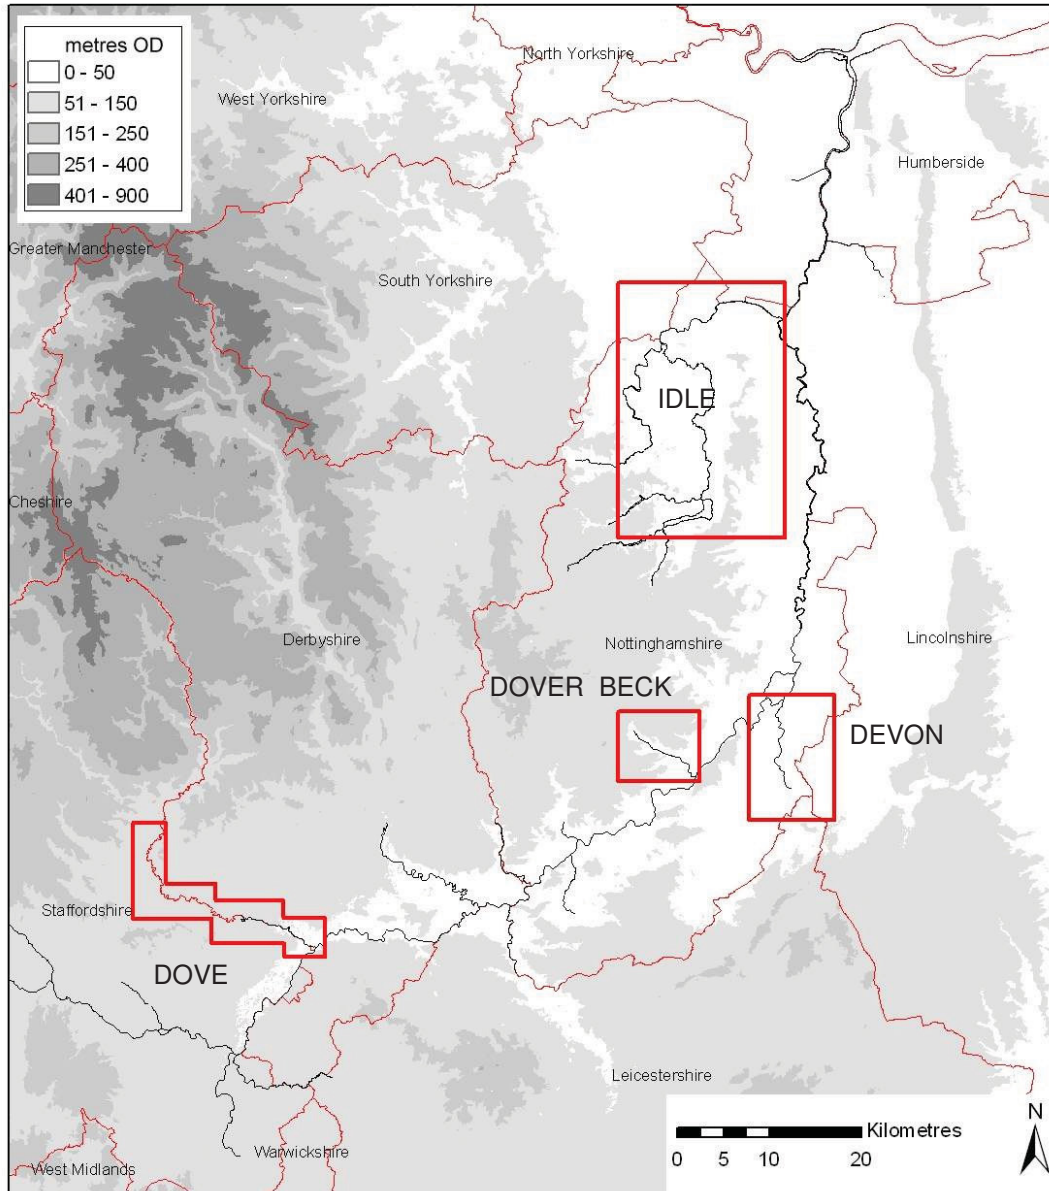 metres OD
0 - 50
51 - 150
151 - 250
251 - 400
401 - 900
North Yorkshire
West Yorkshire
Humberside
Greater Manchester
South Yorkshire
IDLE
Cheshire
Derbyshire
Nottinghamshire
Lincolnshire
DOVER BECK
DEVON
Staffordshire
DOVE
Leicestershire
Warwickshire
West Midlands
Kilometres
0 5 10 20
N